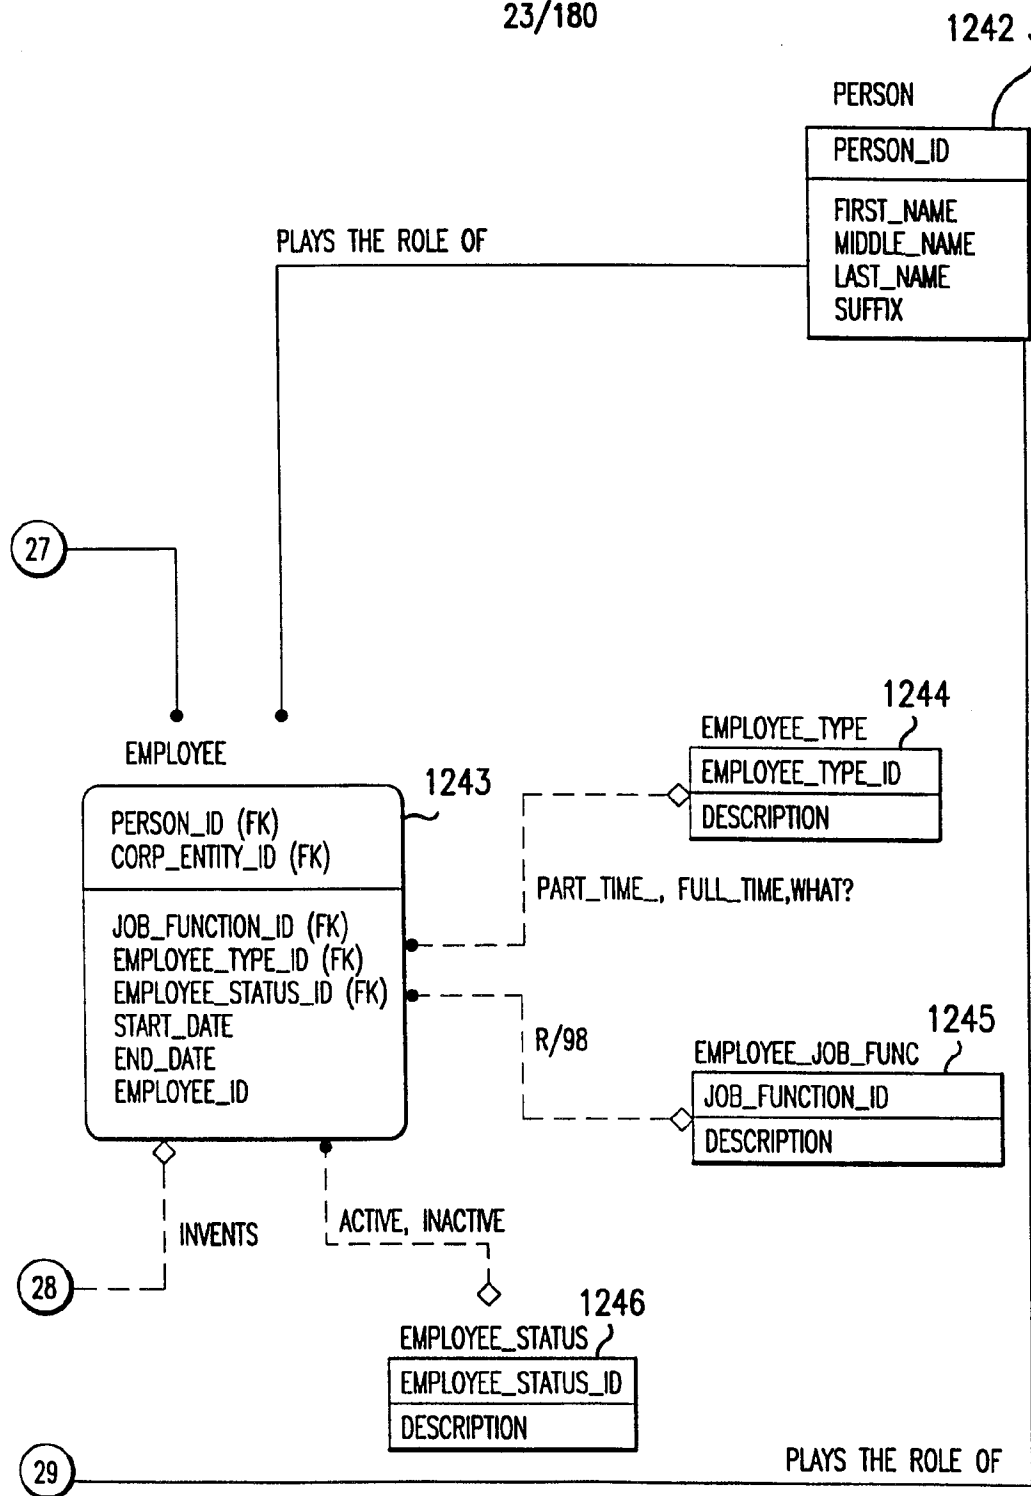 23/180
1242
PERSON
PERSON_ID
FIRST_NAME
MIDDLE_NAME
LAST_NAME
SUFFIX
PLAYS THE ROLE OF
27
EMPLOYEE
1243
PERSON_ID (FK)
CORP_ENTITY_ID (FK)
JOB_FUNCTION_ID (FK)
EMPLOYEE_TYPE_ID (FK)
EMPLOYEE_STATUS_ID (FK)
START_DATE
END_DATE
EMPLOYEE_ID
1244
EMPLOYEE_TYPE
EMPLOYEE_TYPE_ID
DESCRIPTION
PART_TIME_, FULL_TIME,WHAT?
R/98
1245
EMPLOYEE_JOB_FUNC
JOB_FUNCTION_ID
DESCRIPTION
INVENTS
ACTIVE, INACTIVE
28
1246
EMPLOYEE_STATUS
EMPLOYEE_STATUS_ID
DESCRIPTION
29
PLAYS THE ROLE OF